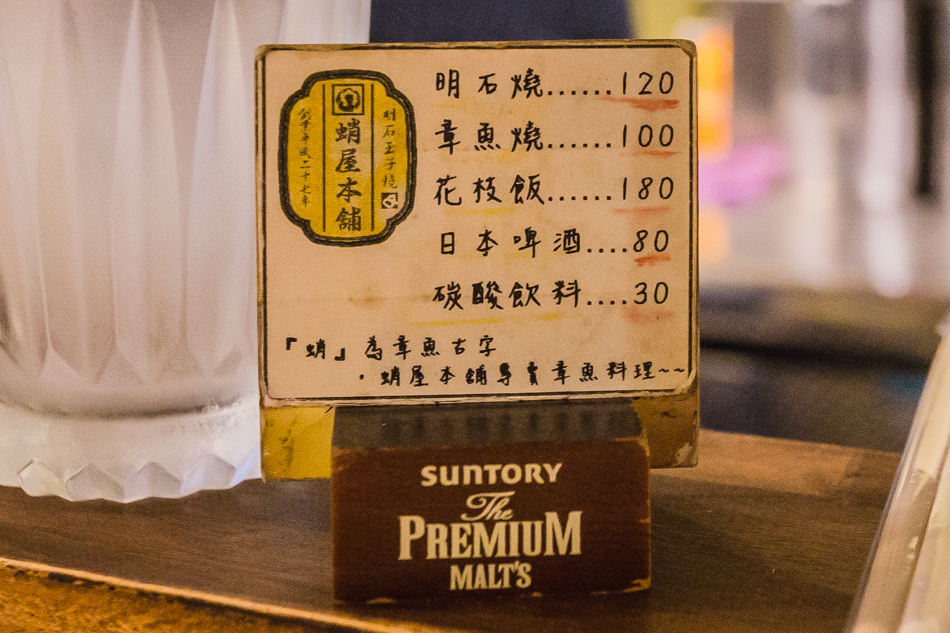 明石玉子焼
蛸屋本舗
創業平成二十七年
明石燒......120
章魚燒......100
花枝飯......180
日本啤酒....80
碳酸飲料....30
『蛸』為章魚古字
・蛸屋本舖專賣章魚料理~~
SUNTORY
The
PREMIUM
MALT'S